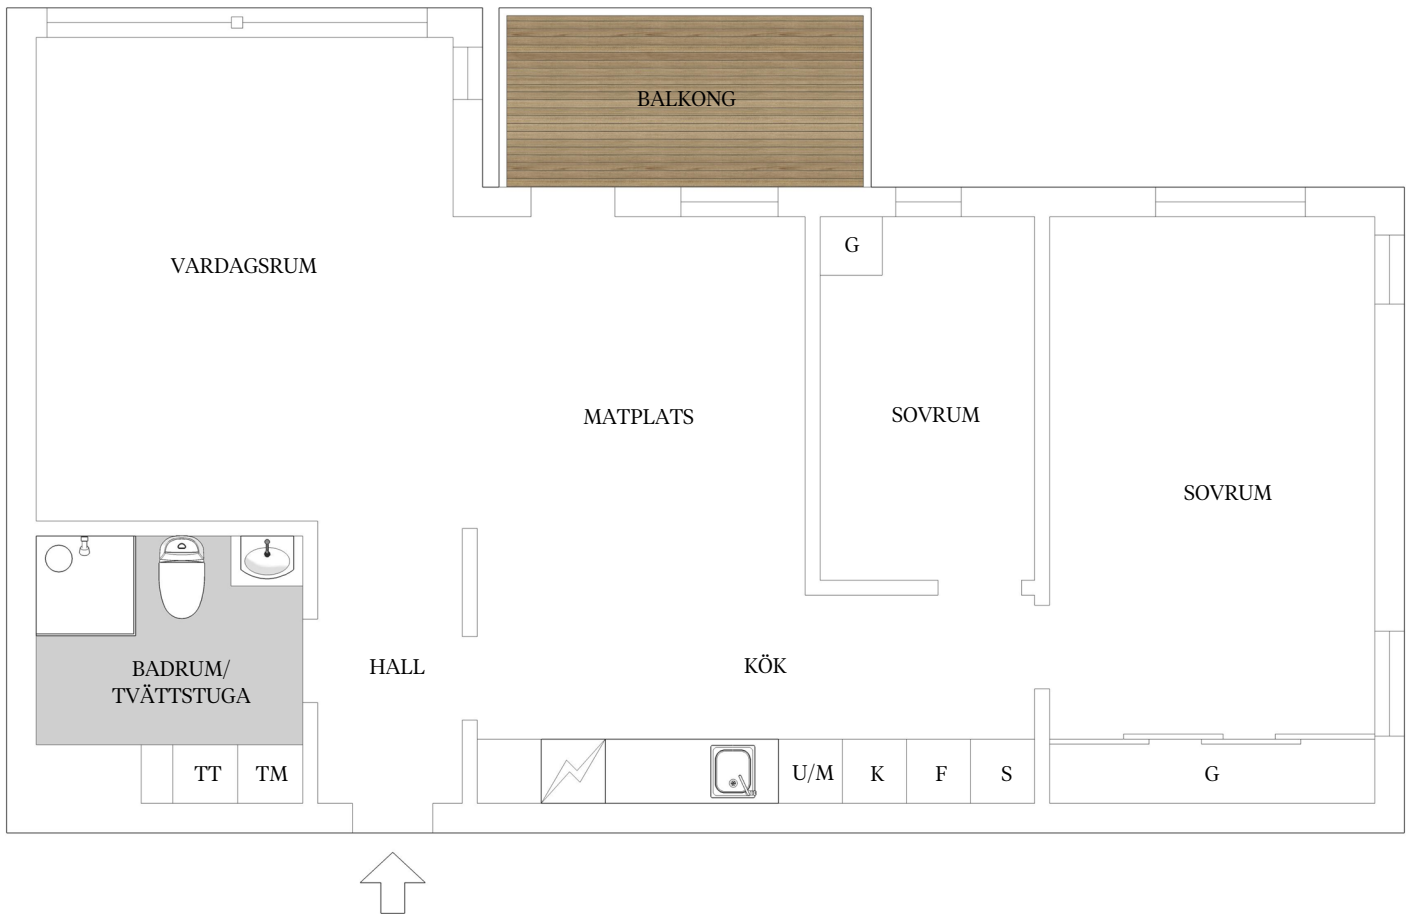 BALKONG
G
VARDAGSRUM
MATPLATS
SOVRUM
SOVRUM
BADRUM/
TVÄTTSTUGA
HALL
KÖK
TT
TM
U/M
K
F
S
G